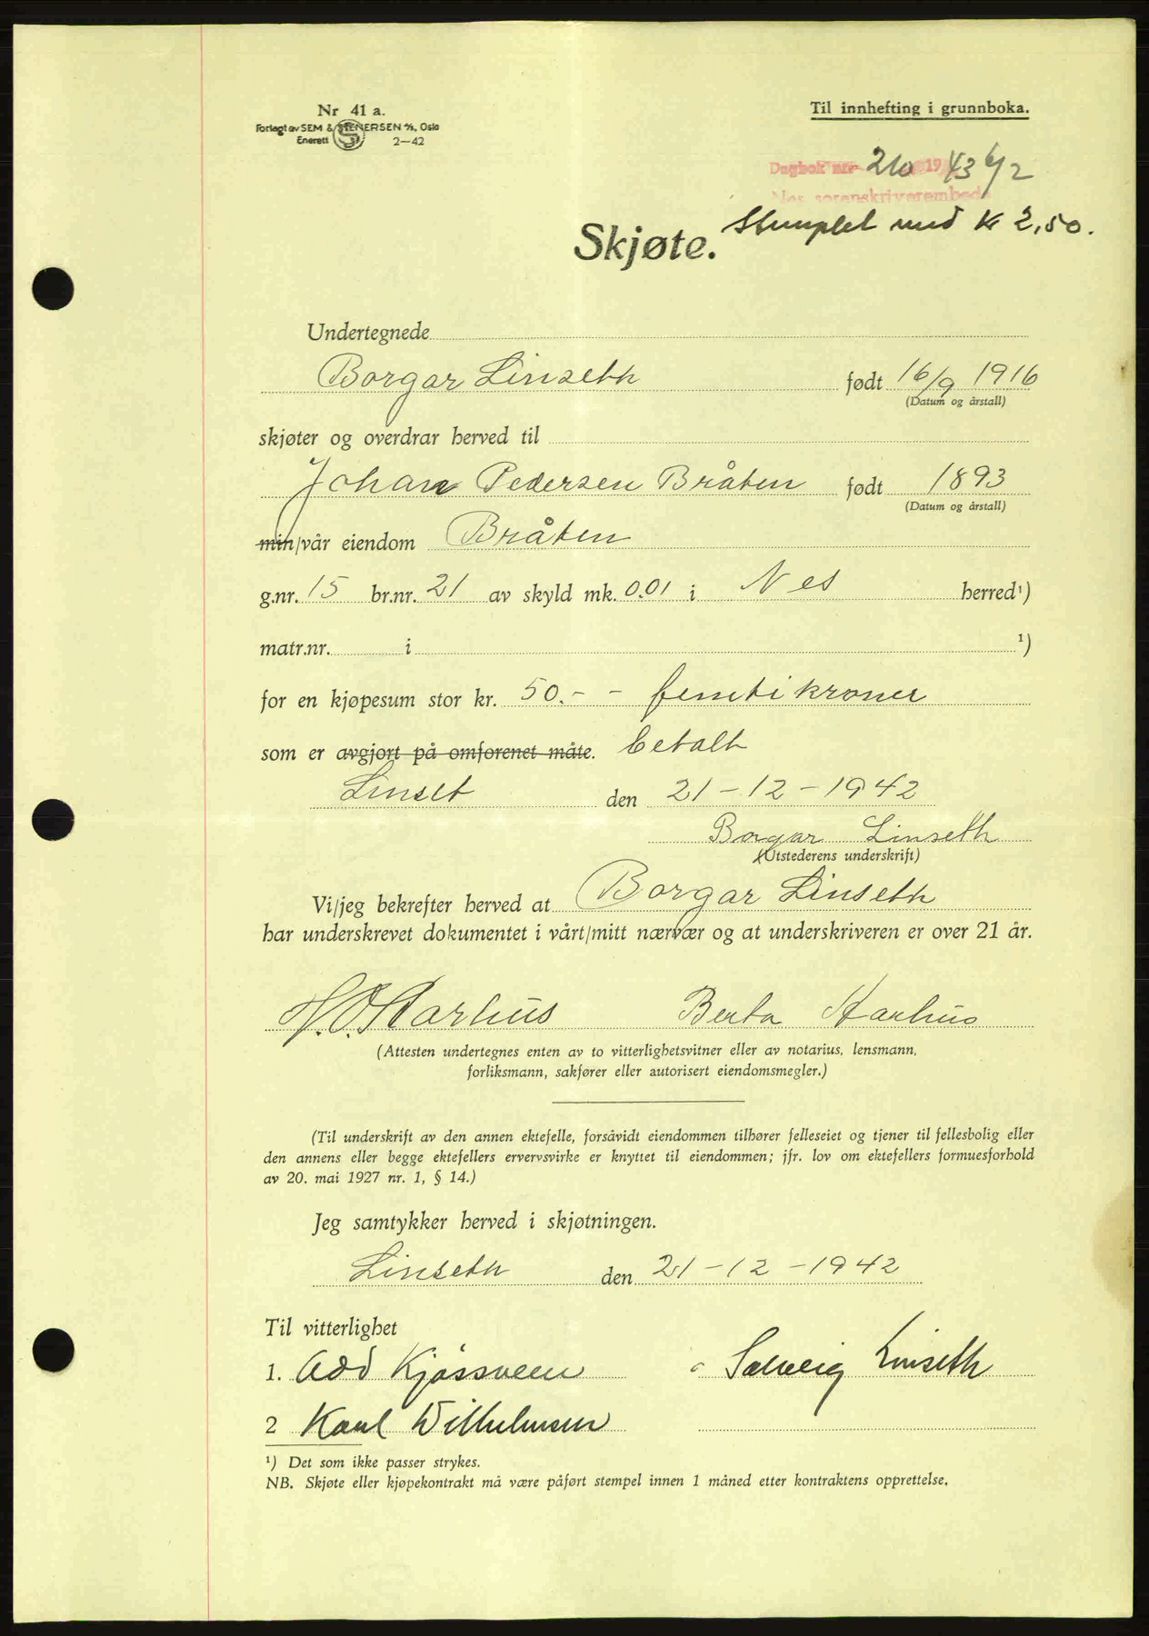 Nr 41 a.
Til innhefting i grunnboka.
Forlagt av SEM & STENERSEN A/S, Oslo
Enerett 2—42
Dagbok nr. 210 1943 6/2
Nes sorenskriverembede
Stemplet med Kr 2,50.
Skjøte.
Undertegnede
Borgar Linseth født 16/9 1916
(Datum og årstall)
skjøter og overdrar herved til
Johan Pedersen Bråten født 1893
(Datum og årstall)
min/vår eiendom Bråten
g.nr. 15 br.nr. 21 av skyld mk. 0.01 i Nes herred¹)
matr.nr. i ¹)
for en kjøpesum stor kr. 50.- - femti kroner
som er avgjort på omforenet måte. betalt
Linset den 21-12-1942
Borgar Linseth
(Utstederens underskrift)
Vi/jeg bekrefter herved at Borgar Linseth
har underskrevet dokumentet i vårt/mitt nærvær og at underskriveren er over 21 år.
H.O. Aarhus Berta Aarhus
(Attesten undertegnes enten av to vitterlighetsvitner eller av notarius, lensmann,
forliksmann, sakfører eller autorisert eiendomsmegler.)
(Til underskrift av den annen ektefelle, forsåvidt eiendommen tilhører felleseiet og tjener til fellesbolig eller
den annens eller begge ektefellers ervervsvirke er knyttet til eiendommen; jfr. lov om ektefellers formuesforhold
av 20. mai 1927 nr. 1, § 14.)
Jeg samtykker herved i skjøtningen.
Linseth den 21-12-1942
Til vitterlighet
1. Odd Kjøssveen Solveig Linseth
2 Karl Wilhelmsen
¹) Det som ikke passer strykes.
NB. Skjøte eller kjøpekontrakt må være påført stempel innen 1 måned etter kontraktens opprettelse.